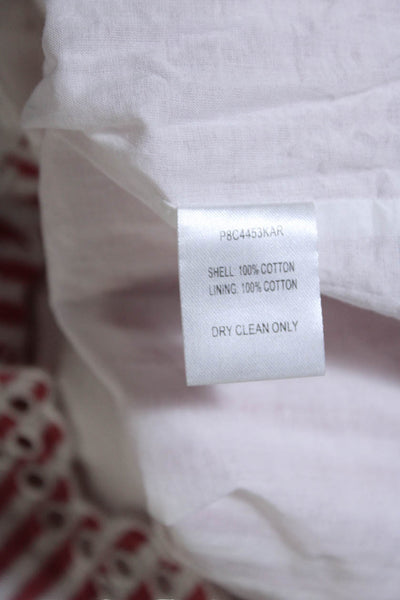 P8C4453KAR
SHELL 100% COTTON
LINING. 100% COTTON
DRY CLEAN ONLY